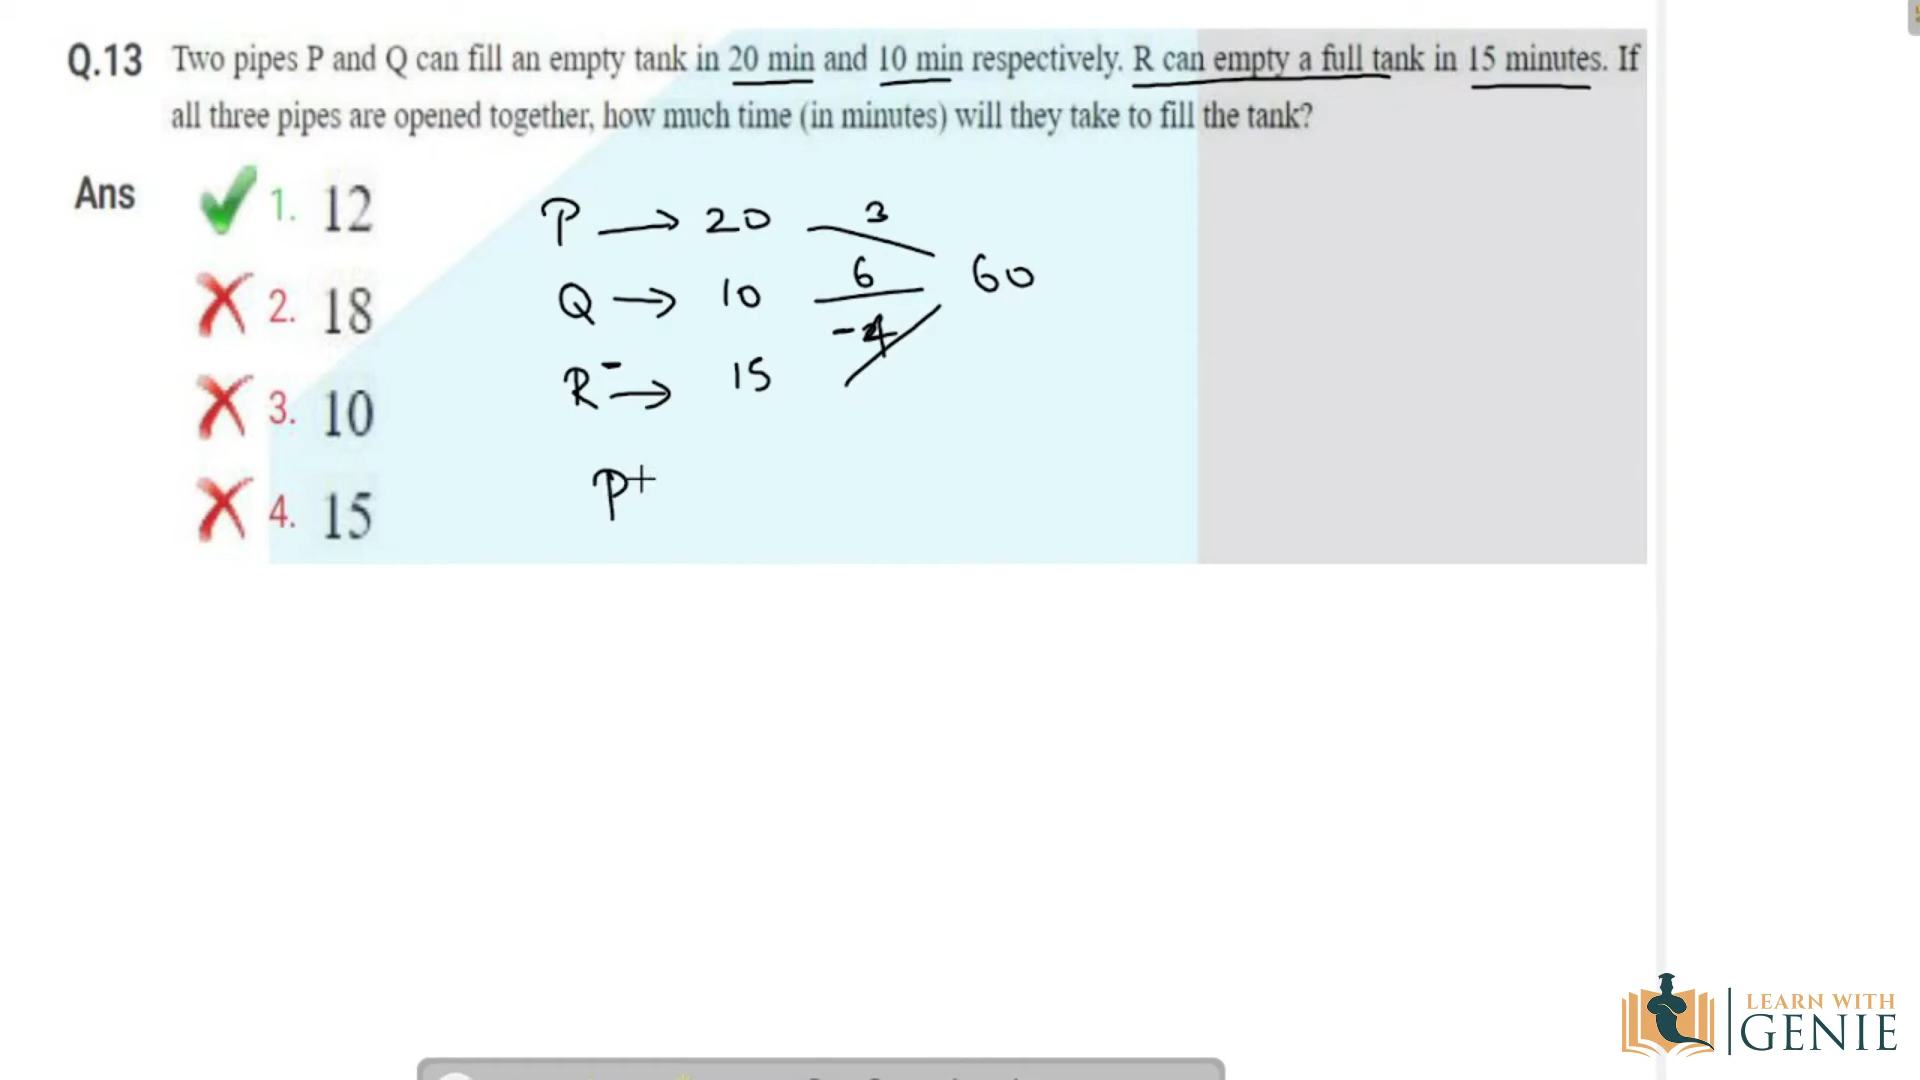 Q.13 Two pipes P and Q can fill an empty tank in 20 min and 10 min respectively. R can empty a full tank in 15 minutes. If
all three pipes are opened together, how much time (in minutes) will they take to fill the tank?
Ans 1. 12
2. 18
3. 10
4. 15
P → 20 3
60
Q → 10 6
-4
R - → 15
P+
LEARN WITH
GENIE